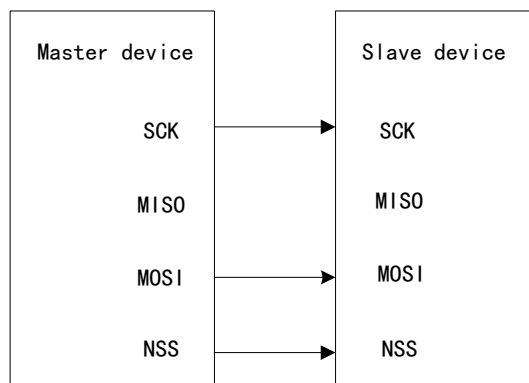 Master device
Slave device
SCK
SCK
MISO
MISO
MOSI
MOSI
NSS
NSS